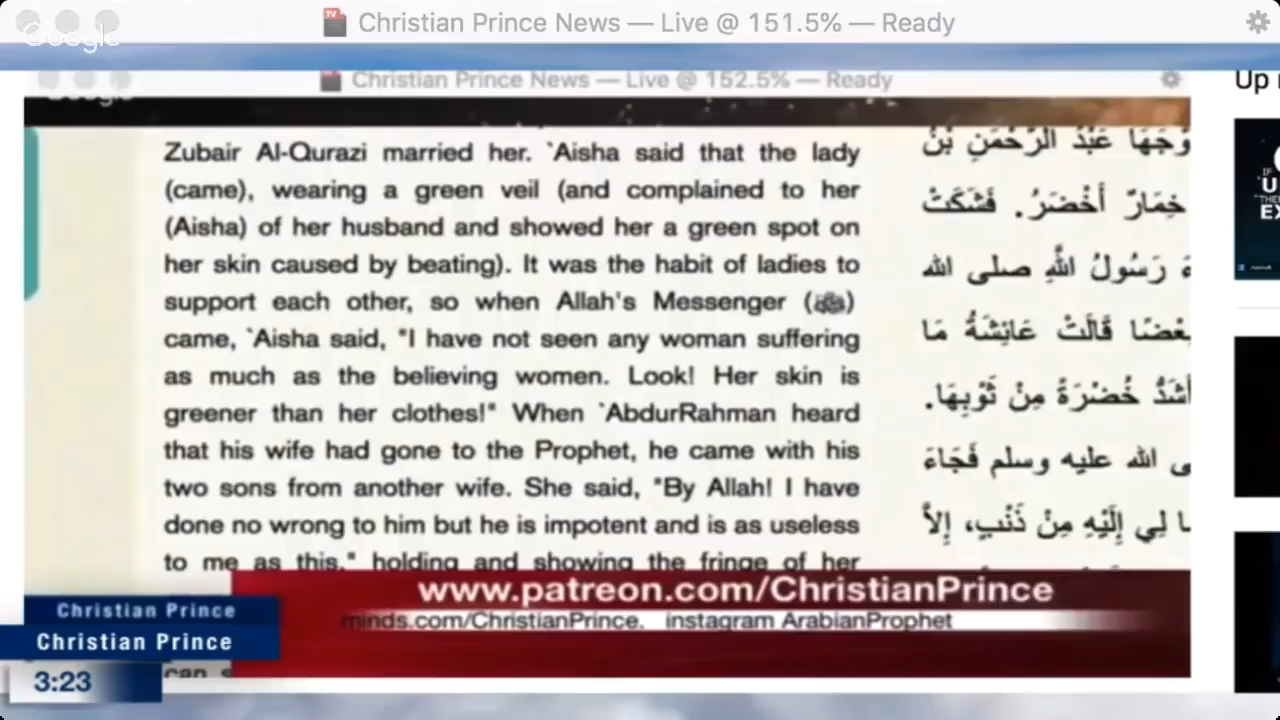 Christian Prince News — Live @ 151.5% — Ready
Google
Christian Prince News — Live @ 152.5% — Ready
Up
Zubair Al-Qurazi married her. `Aisha said that the lady
(came), wearing a green veil (and complained to her
(Aisha) of her husband and showed her a green spot on
her skin caused by beating). It was the habit of ladies to
support each other, so when Allah's Messenger (ﷺ)
came, `Aisha said, "I have not seen any woman suffering
as much as the believing women. Look! Her skin is
greener than her clothes!" When `AbdurRahman heard
that his wife had gone to the Prophet, he came with his
two sons from another wife. She said, "By Allah! I have
done no wrong to him but he is impotent and is as useless
to me as this," holding and showing the fringe of her
عَبْدُ الرَّحْمَنِ بْنُ
خِمَارٌ أَخْضَرُ. فَشَكَتْ
رَسُولُ اللَّهِ صلى الله
قَالَتْ عَائِشَةُ مَا
خُضْرَةً مِنْ ثَوْبِهَا.
الله عليه وسلم فَجَاءَ
لِي إِلَيْهِ مِنْ ذَنْبٍ، إِلاَّ
www.patreon.com/ChristianPrince
minds.com/ChristianPrince. instagram ArabianProphet
Christian Prince
Christian Prince
3:23
can